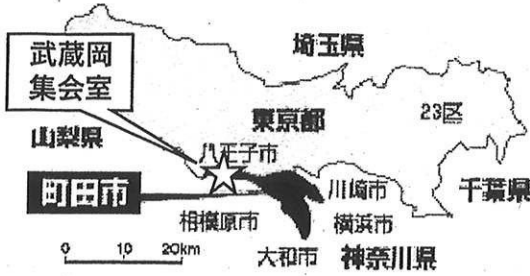 武蔵岡
集会室
埼玉県
東京都
23区
山梨県
八王子市
町田市
川崎市
千葉県
相模原市
横浜市
大和市
神奈川県
0 10 20km